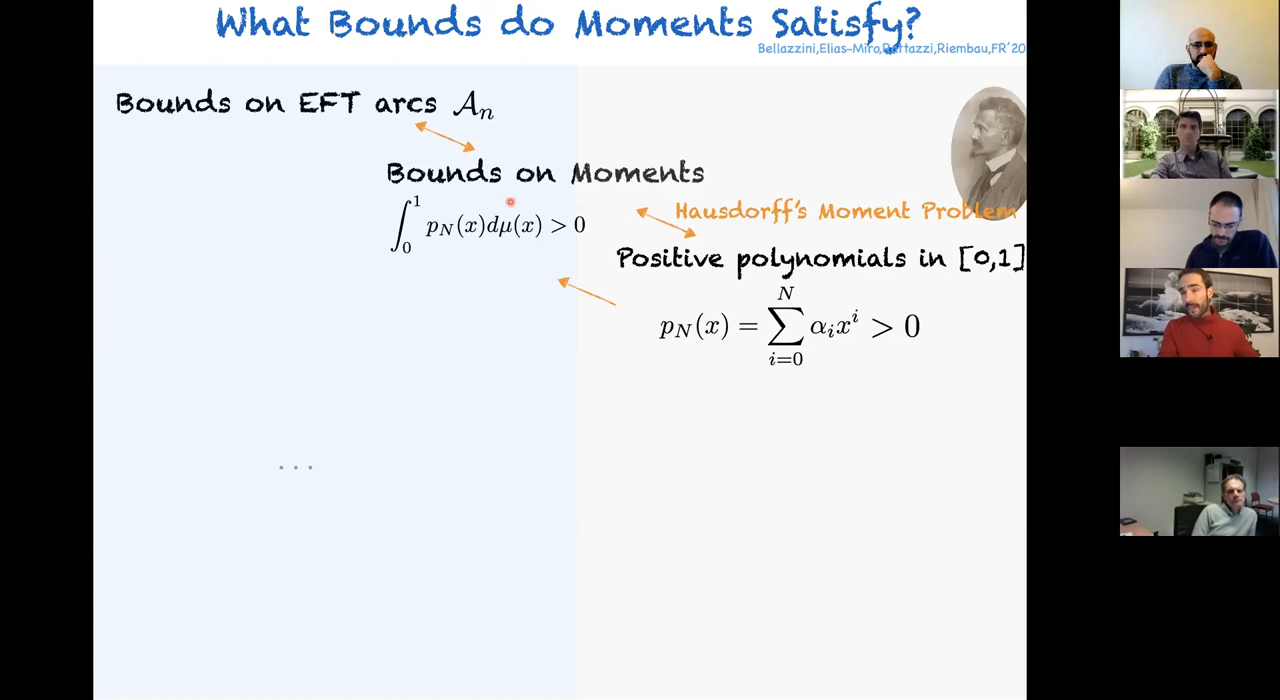 What Bounds do Moments Satisfy?
Bellazzini,Elias-Miro,Rattazzi,Riembau,FR'20
Bounds on EFT arcs 𝒜ₙ
Bounds on Moments
∫₀¹ p_N(x)dμ(x) > 0
Hausdorff's Moment Problem
Positive polynomials in [0,1]
p_N(x) = ∑_{i=0}^{N} α_i x^i > 0
...